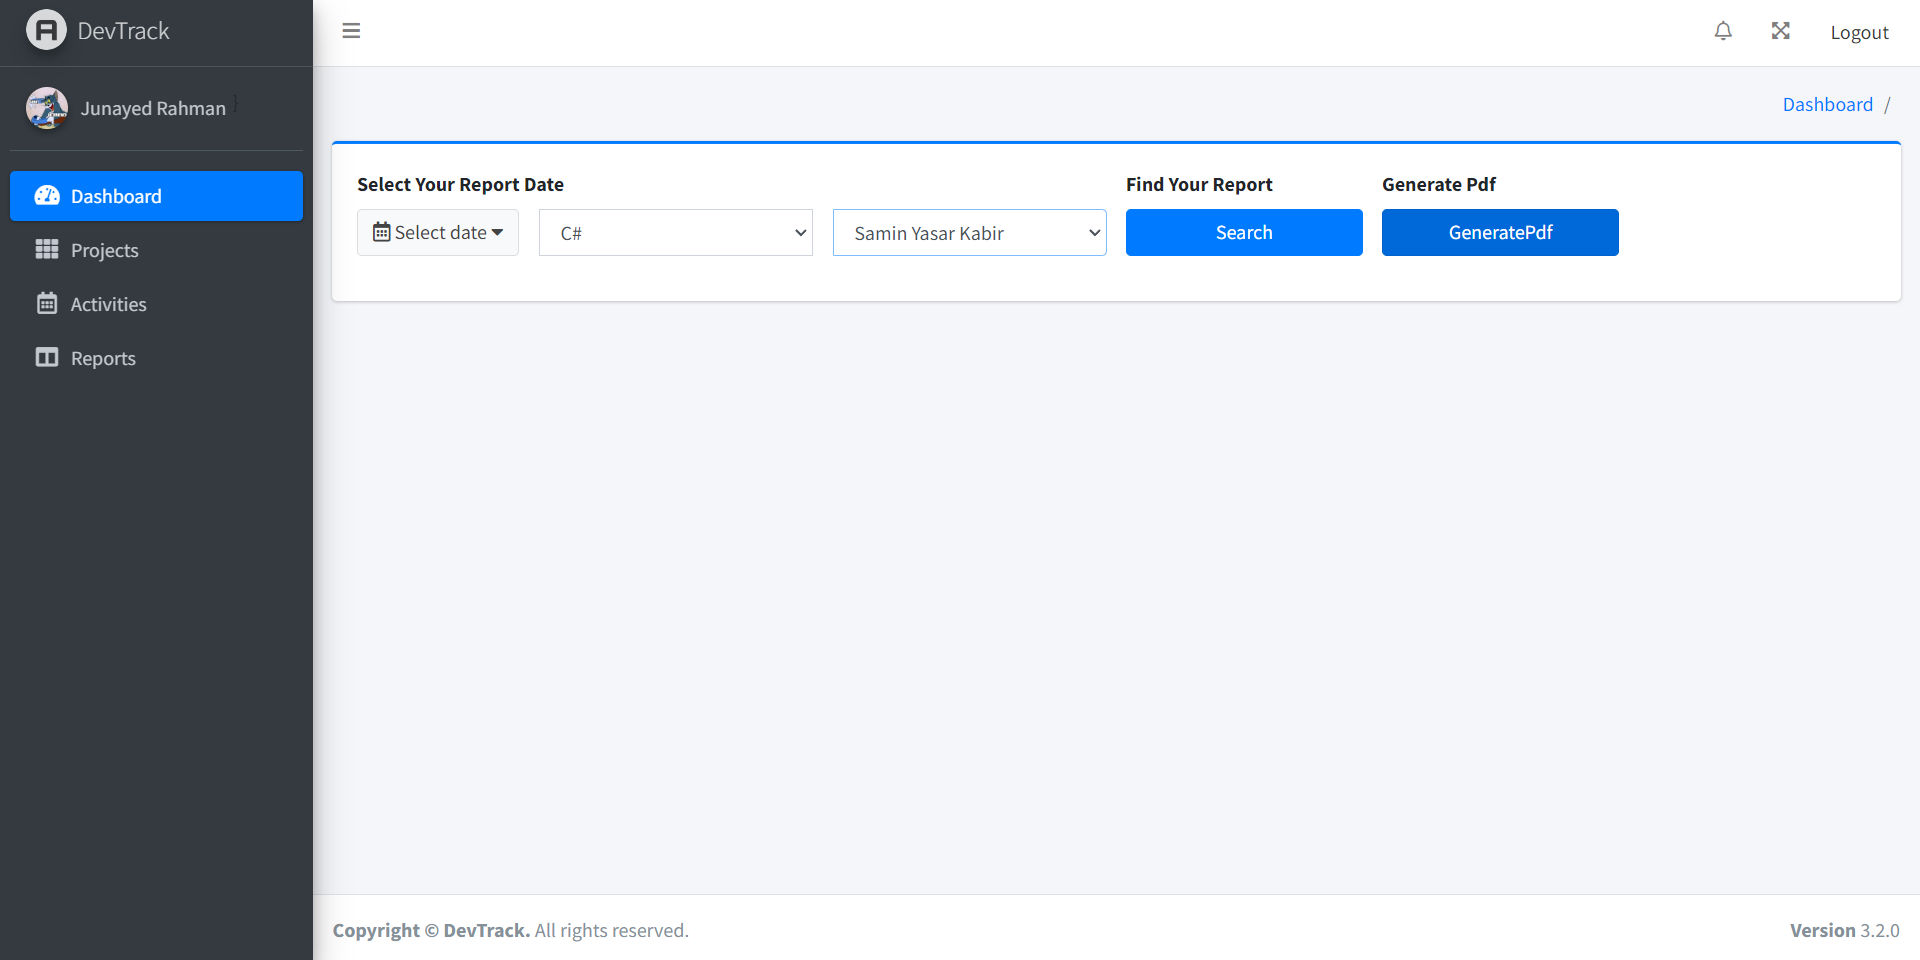 DevTrack
Logout
Junayed Rahman }
Dashboard /
Dashboard
Projects
Activities
Reports
Select Your Report Date
Find Your Report
Generate Pdf
Select date
C#
Samin Yasar Kabir
Search
GeneratePdf
Copyright © DevTrack. All rights reserved.
Version 3.2.0